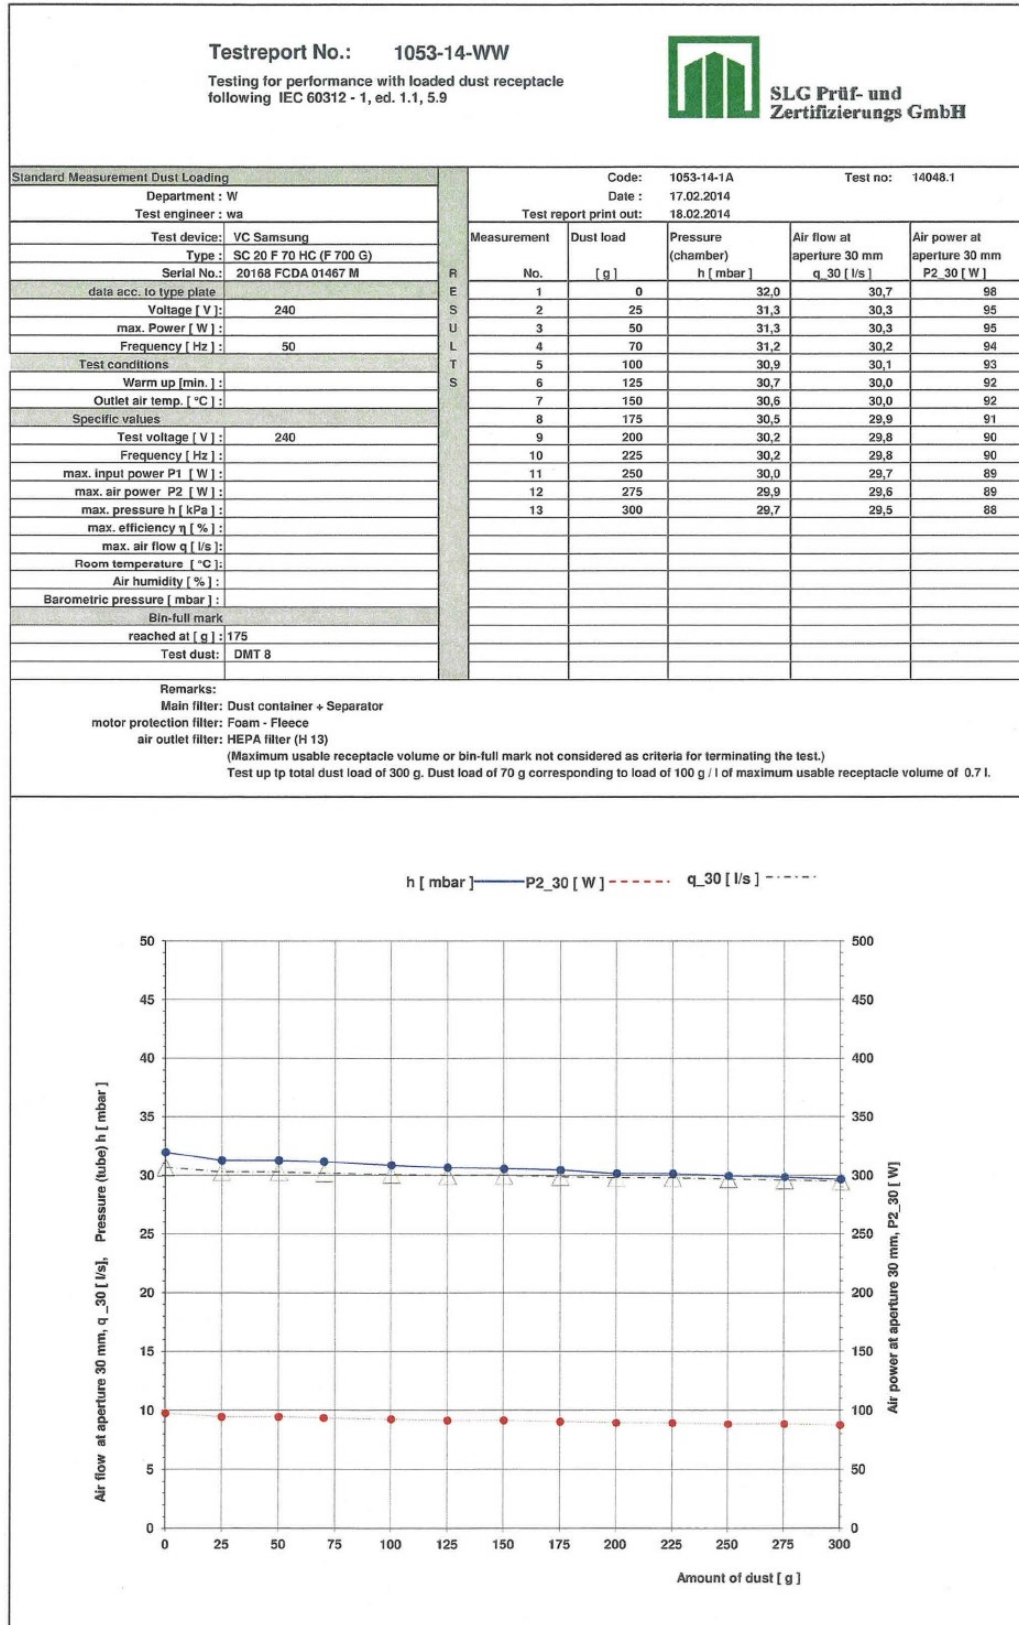 Testreport No.: 1053-14-WW
Testing for performance with loaded dust receptacle
following IEC 60312 - 1, ed. 1.1, 5.9
SLG Prüf- und
Zertifizierungs GmbH
Standard Measurement Dust Loading
Department : W
Test engineer : wa
Test device: VC Samsung
Type : SC 20 F 70 HC (F 700 G)
Serial No.: 20168 FCDA 01467 M
data acc. to type plate
Voltage [ V ]: 240
max. Power [ W ] :
Frequency [ Hz ] : 50
Test conditions
Warm up [min. ] :
Outlet air temp. [ °C ] :
Specific values
Test voltage [ V ] : 240
Frequency [ Hz ] :
max. input power P1 [ W ] :
max. air power P2 [ W ] :
max. pressure h [ kPa ] :
max. efficiency η [ % ] :
max. air flow q [ l/s ]:
Room temperature [ °C ]:
Air humidity [ % ] :
Barometric pressure [ mbar ] :
Bin-full mark
reached at [ g ] : 175
Test dust: DMT 8
R
E
S
U
L
T
S
Code: 1053-14-1A Test no: 14048.1
Date : 17.02.2014
Test report print out: 18.02.2014
Measurement Dust load Pressure Air flow at Air power at
(chamber) aperture 30 mm aperture 30 mm
No. [ g ] h [ mbar ] q_30 [ l/s ] P2_30 [ W ]
1 0 32,0 30,7 98
2 25 31,3 30,3 95
3 50 31,3 30,3 95
4 70 31,2 30,2 94
5 100 30,9 30,1 93
6 125 30,7 30,0 92
7 150 30,6 30,0 92
8 175 30,5 29,9 91
9 200 30,2 29,8 90
10 225 30,2 29,8 90
11 250 30,0 29,7 89
12 275 29,9 29,6 89
13 300 29,7 29,5 88
Remarks:
Main filter: Dust container + Separator
motor protection filter: Foam - Fleece
air outlet filter: HEPA filter (H 13)
(Maximum usable receptacle volume or bin-full mark not considered as criteria for terminating the test.)
Test up tp total dust load of 300 g. Dust load of 70 g corresponding to load of 100 g / l of maximum usable receptacle volume of 0.7 l.
h [ mbar ] P2_30 [ W ] q_30 [ l/s ]
Air flow at aperture 30 mm, q _30 [ l/s], Pressure (tube) h [ mbar ]
50
45
40
35
30
25
20
15
10
5
0
500
450
400
350
300
250
200
150
100
50
0
Air power at aperture 30 mm, P2_30 [ W]
0 25 50 75 100 125 150 175 200 225 250 275 300
Amount of dust [ g ]